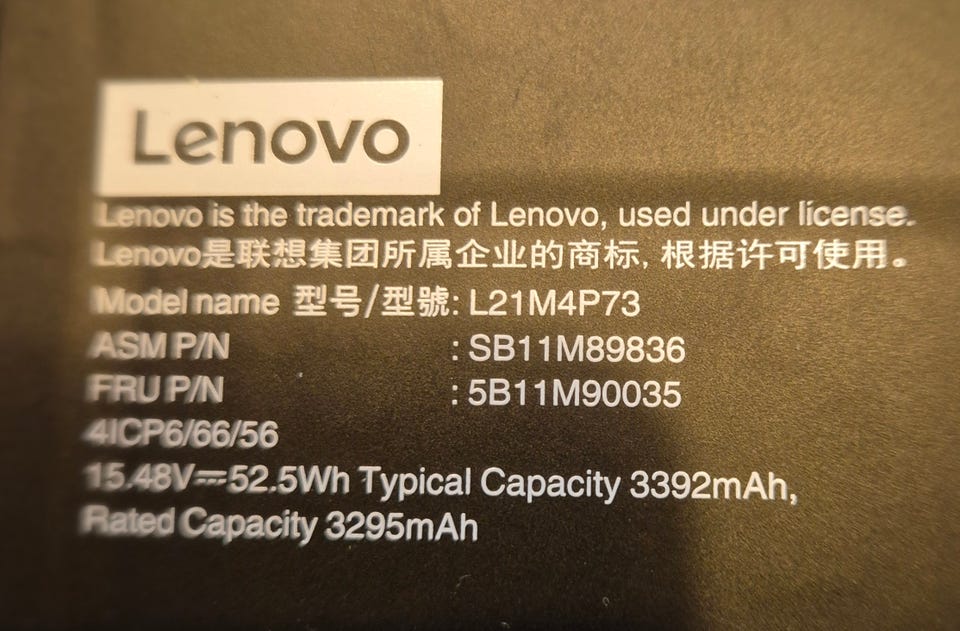 Lenovo
Lenovo is the trademark of Lenovo, used under license.
Lenovo是联想集团所属企业的商标, 根据许可使用。
Model name 型号/型號: L21M4P73
ASM P/N : SB11M89836
FRU P/N : 5B11M90035
4ICP6/66/56
15.48V⎓52.5Wh Typical Capacity 3392mAh,
Rated Capacity 3295mAh